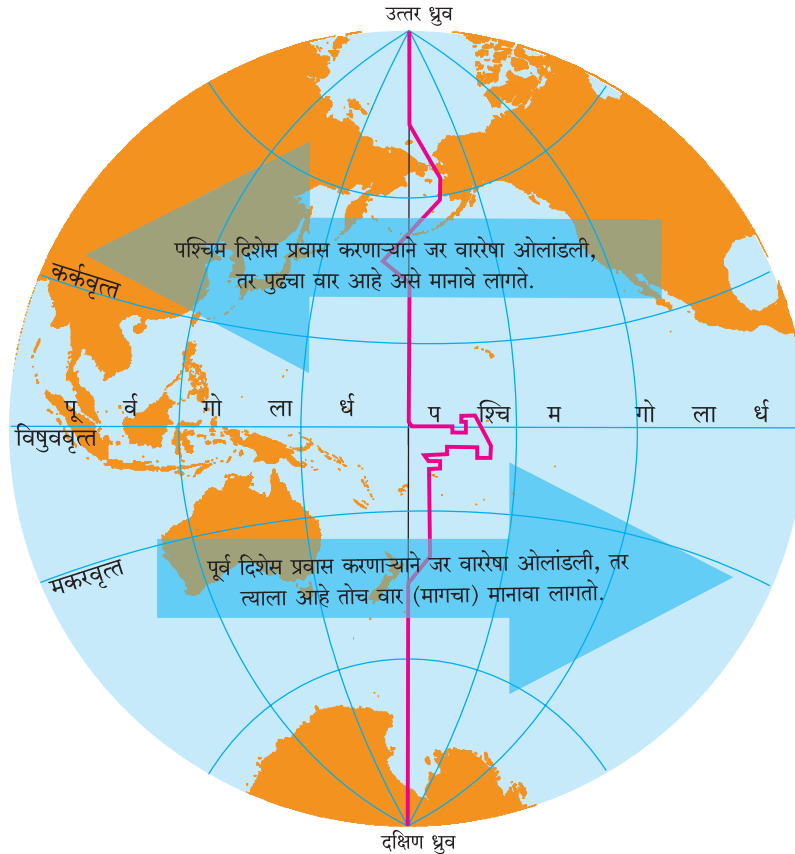 उत्तर ध्रुव
पश्चिम दिशेस प्रवास करणाऱ्याने जर वाररेषा ओलांडली,
तर पुढचा वार आहे असे मानावे लागते.
कर्कवृत्त
पूर्व गोलार्ध पश्चिम गोलार्ध
विषुववृत्त
मकरवृत्त
पूर्व दिशेस प्रवास करणाऱ्याने जर वाररेषा ओलांडली, तर
त्याला आहे तोच वार (मागचा) मानावा लागतो.
दक्षिण ध्रुव